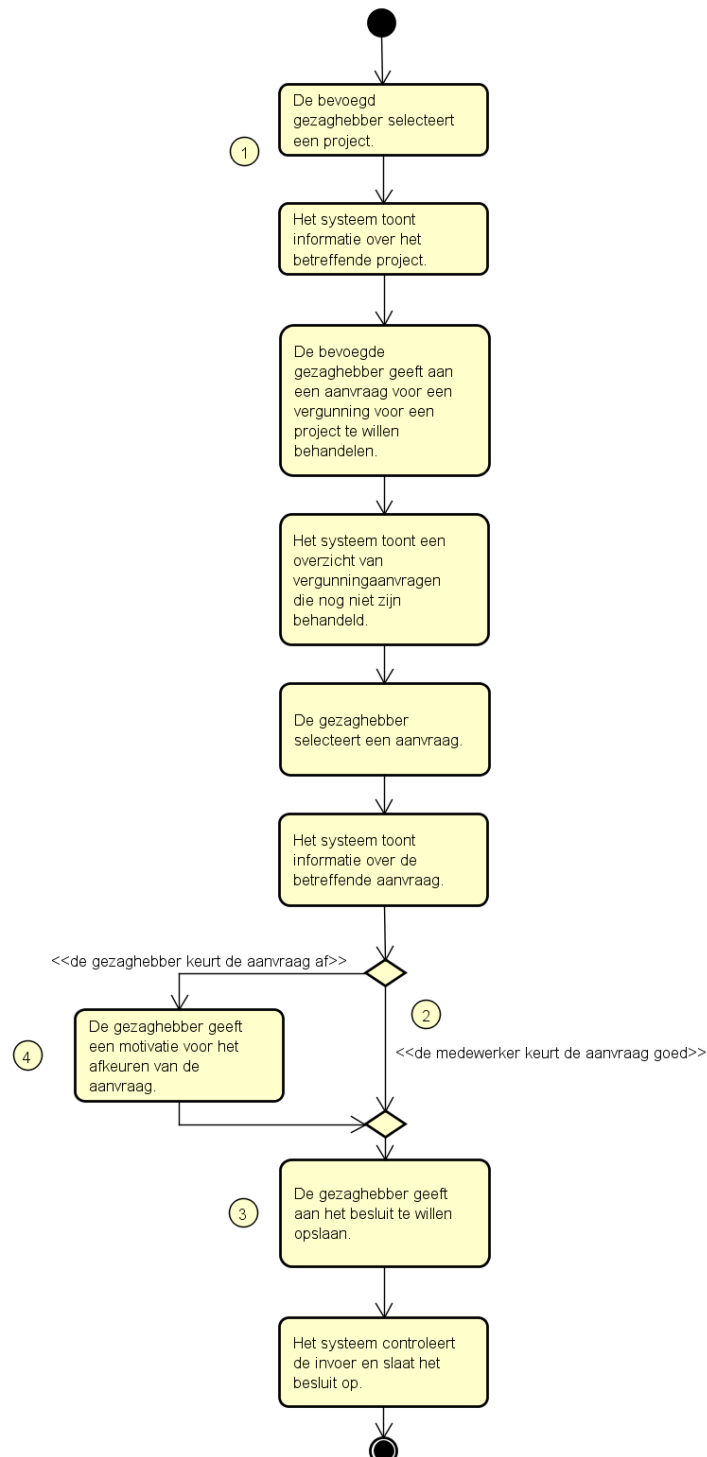 De bevoegd
gezaghebber selecteert
een project.
1
Het systeem toont
informatie over het
betreffende project.
De bevoegde
gezaghebber geeft aan
een aanvraag voor een
vergunning voor een
project te willen
behandelen.
Het systeem toont een
overzicht van
vergunningaanvragen
die nog niet zijn
behandeld.
De gezaghebber
selecteert een aanvraag.
Het systeem toont
informatie over de
betreffende aanvraag.
<<de gezaghebber keurt de aanvraag af>>
2
<<de medewerker keurt de aanvraag goed>>
De gezaghebber geeft
een motivatie voor het
afkeuren van de
aanvraag.
4
De gezaghebber geeft
aan het besluit te willen
opslaan.
3
Het systeem controleert
de invoer en slaat het
besluit op.